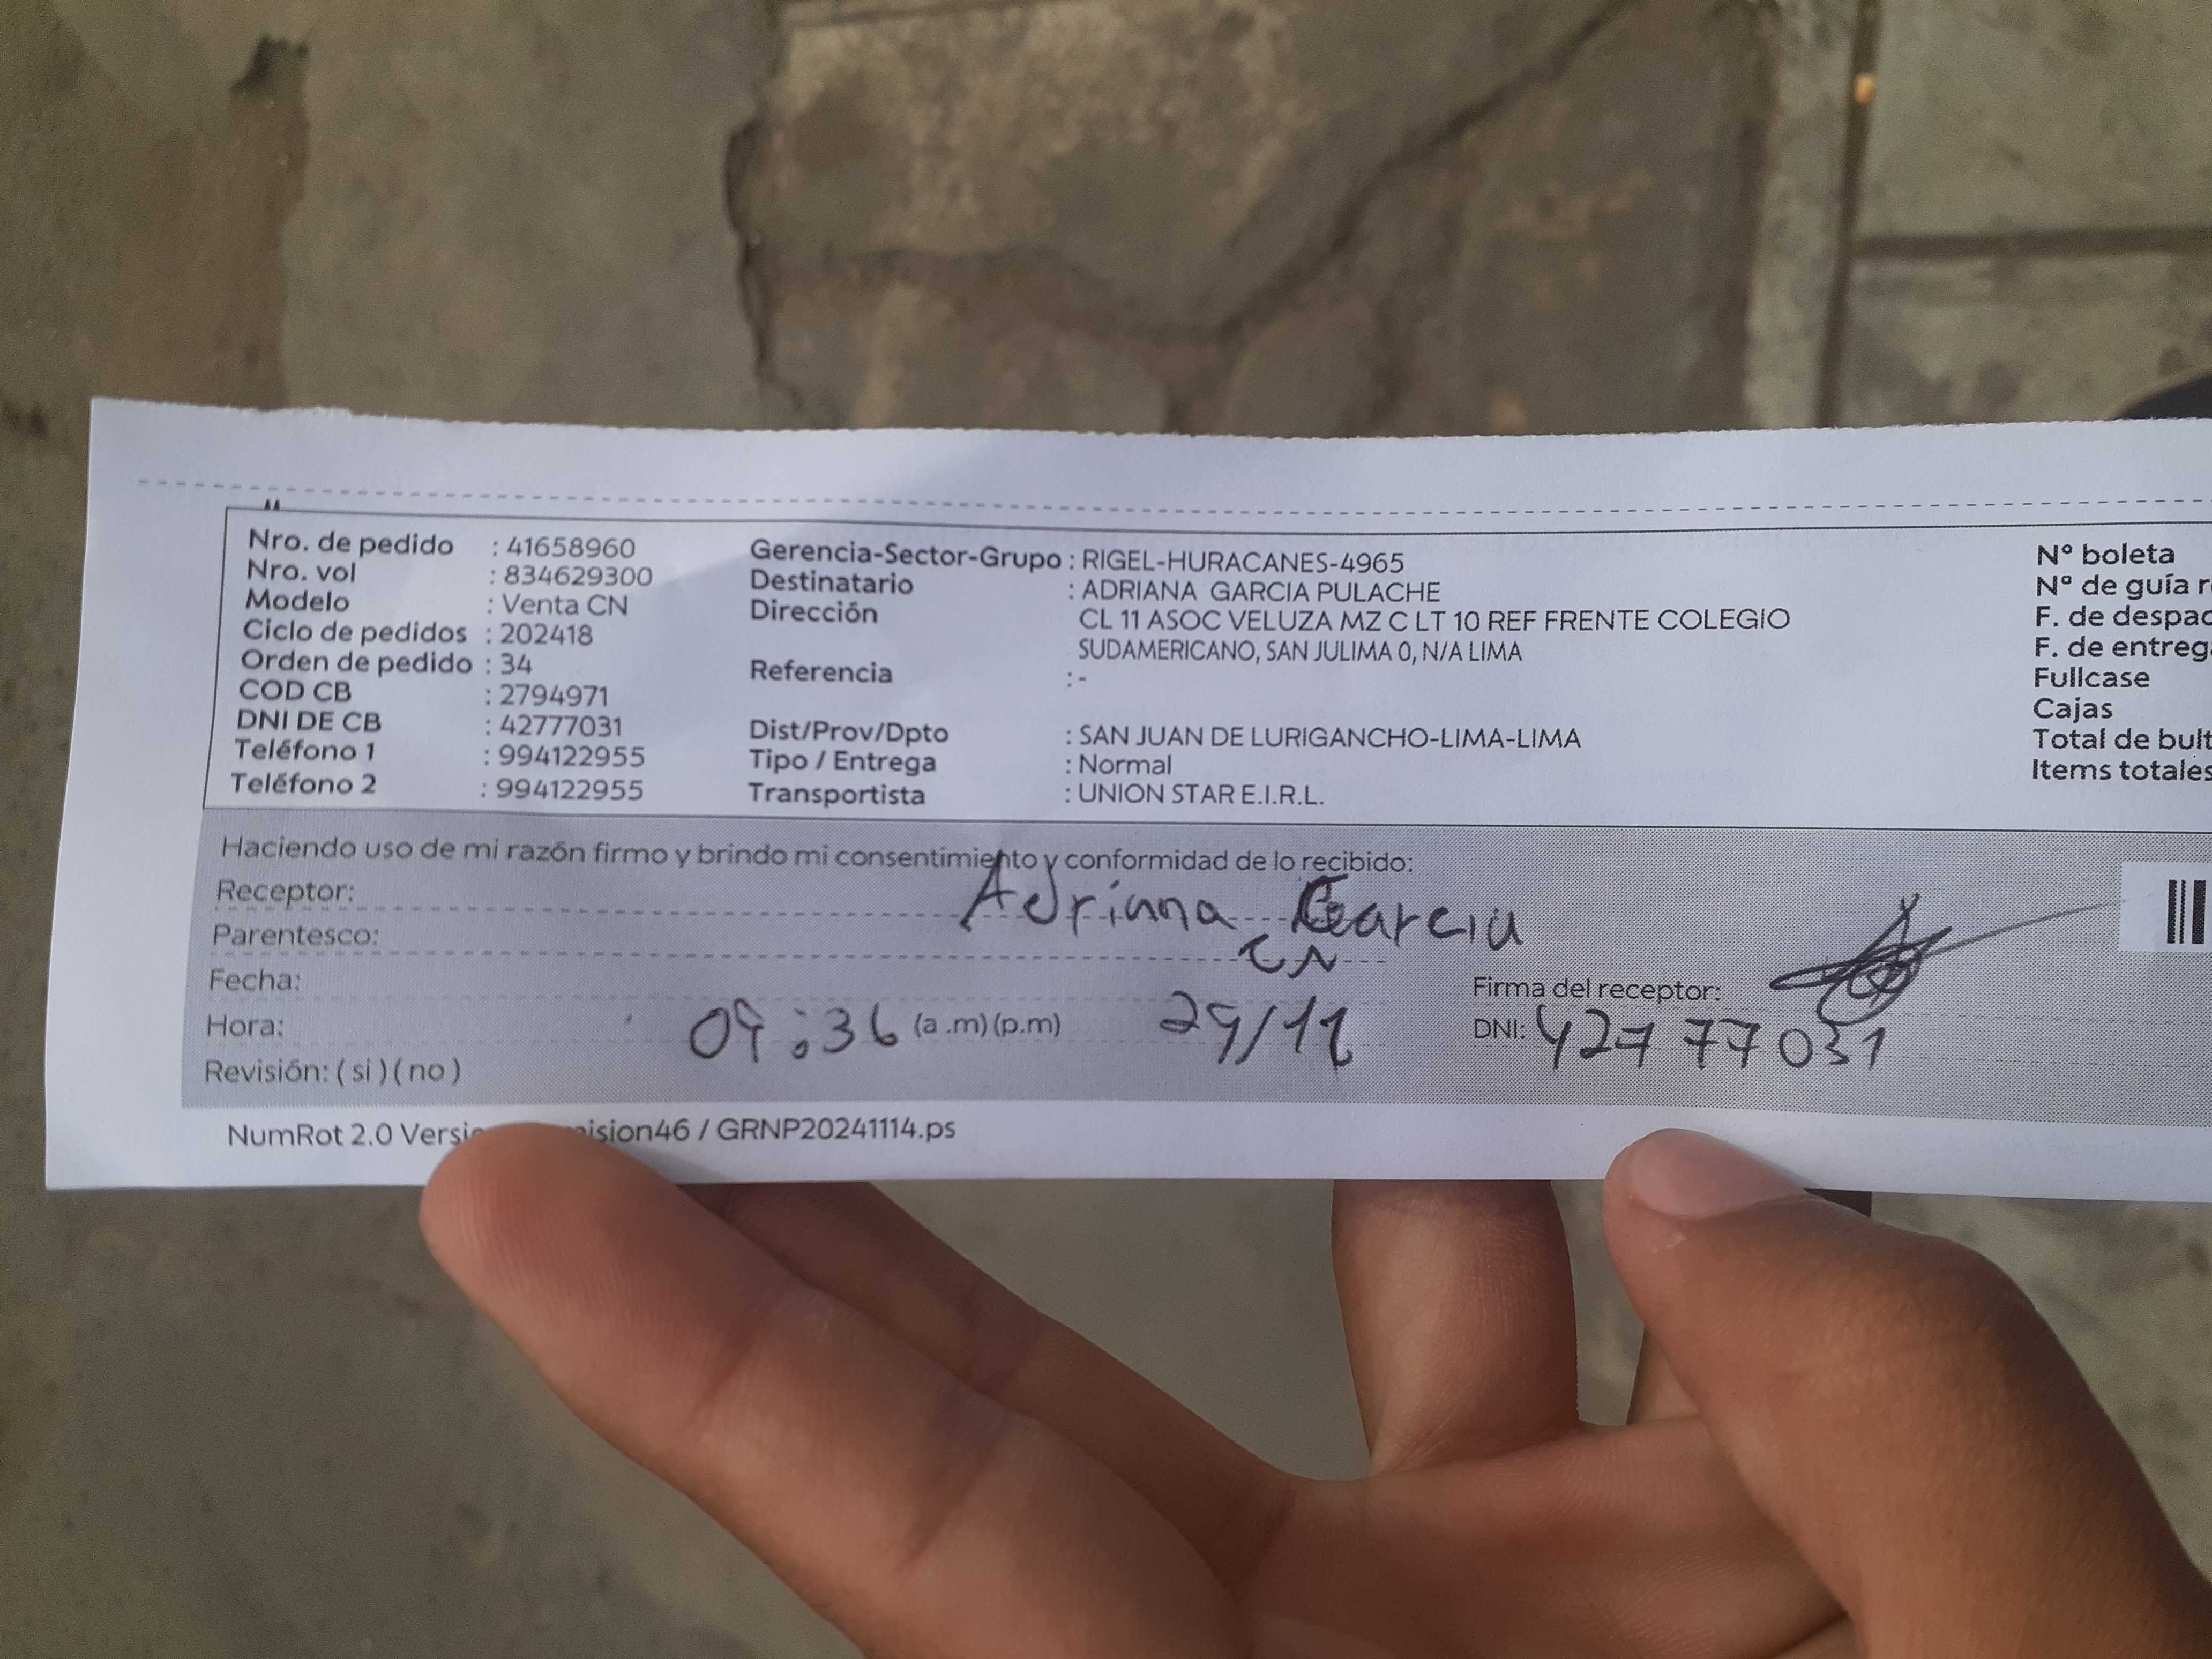 Nro. de pedido : 41658960
Nro. vol : 834629300
Modelo : Venta CN
Ciclo de pedidos : 202418
Orden de pedido : 34
COD CB : 2794971
DNI DE CB : 42777031
Teléfono 1 : 994122955
Teléfono 2 : 994122955
Gerencia-Sector-Grupo : RIGEL-HURACANES-4965
Destinatario : ADRIANA GARCIA PULACHE
Dirección CL 11 ASOC VELUZA MZ C LT 10 REF FRENTE COLEGIO
SUDAMERICANO, SAN JULIMA 0, N/A LIMA
Referencia : -
Dist/Prov/Dpto : SAN JUAN DE LURIGANCHO-LIMA-LIMA
Tipo / Entrega : Normal
Transportista : UNION STAR E.I.R.L.
N° boleta
Nº de guía r
F. de despac
F. de entreg
Fullcase
Cajas
Total de bult
Items totales
Haciendo uso de mi razón firmo y brindo mi consentimiento y conformidad de lo recibido:
Receptor: Adriana Garcia
Parentesco: CN
Fecha:
Hora: 09:36 (a .m) (p.m) 29/11
Revisión: ( si ) ( no )
Firma del receptor:
DNI: 42777031
NumRot 2.0 Versi ision46 / GRNP20241114.ps